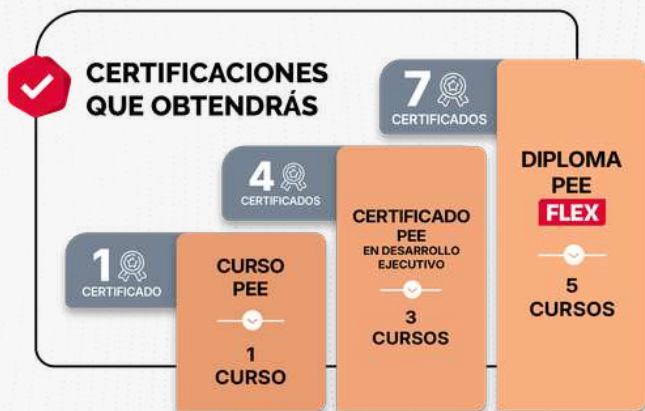 CERTIFICACIONES
QUE OBTENDRÁS
1
CERTIFICADO
CURSO
PEE
1
CURSO
4
CERTIFICADOS
CERTIFICADO
PEE
EN DESARROLLO
EJECUTIVO
3
CURSOS
7
CERTIFICADOS
DIPLOMA
PEE
FLEX
5
CURSOS